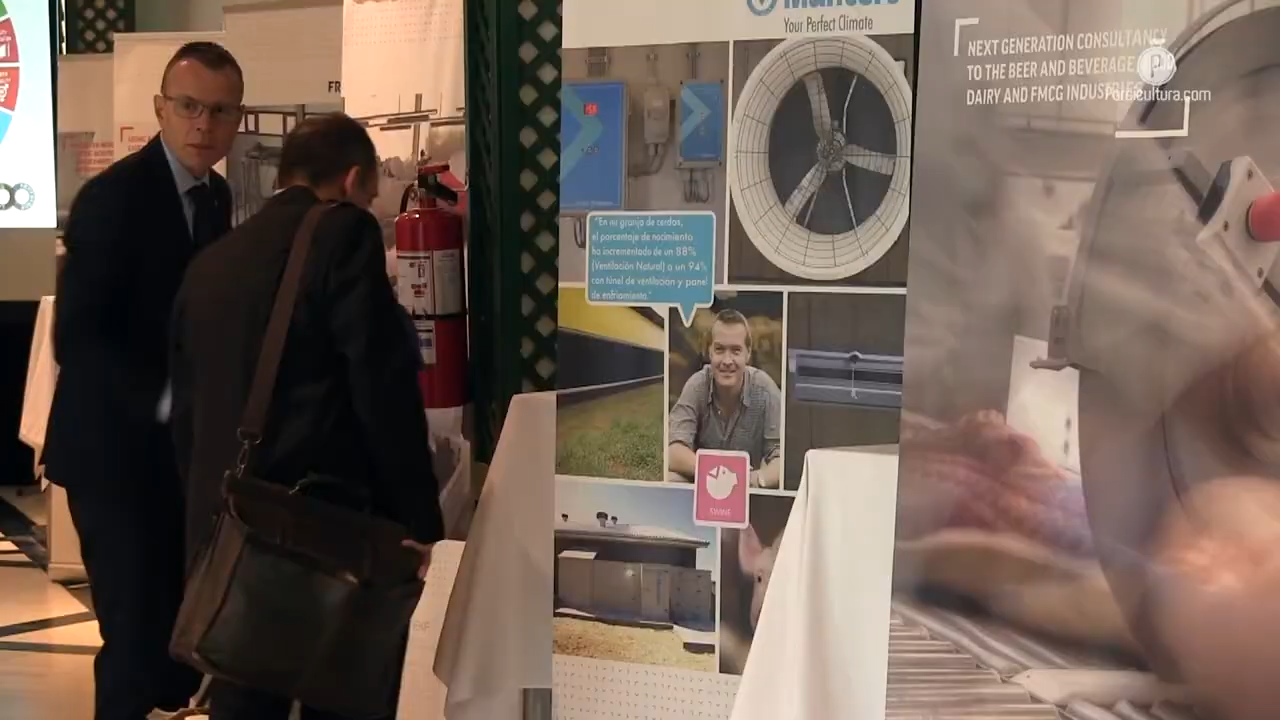 Munters
Your Perfect Climate
NEXT GENERATION CONSULTANCY
TO THE BEER AND BEVERAGE
DAIRY AND FMCG INDUSTRIES
Porcicultura.com
FR
"En mi granja de cerdos,
el porcentaje de nacimiento
ha incrementado de un 88%
(Ventilación Natural) a un 94%
con túnel de ventilación y panel
de enfriamiento."
SWINE